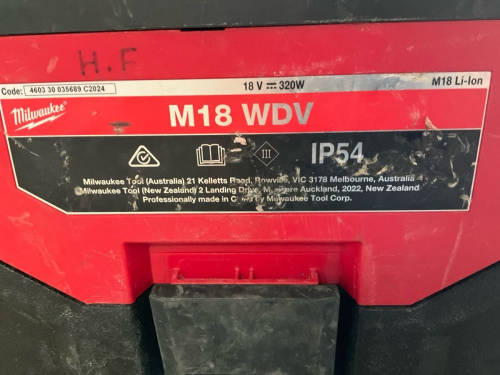 H.F
Code: 4603 30 035689 C2024
18 V 320W
M18 Li-Ion
Milwaukee
M18 WDV
III
IP54
Milwaukee Tool (Australia) 21 Kelletts Road, Rowville, VIC 3178 Melbourne, Australia
Milwaukee Tool (New Zealand) 2 Landing Drive, Auckland, 2022, New Zealand
Professionally made in by Milwaukee Tool Corp.